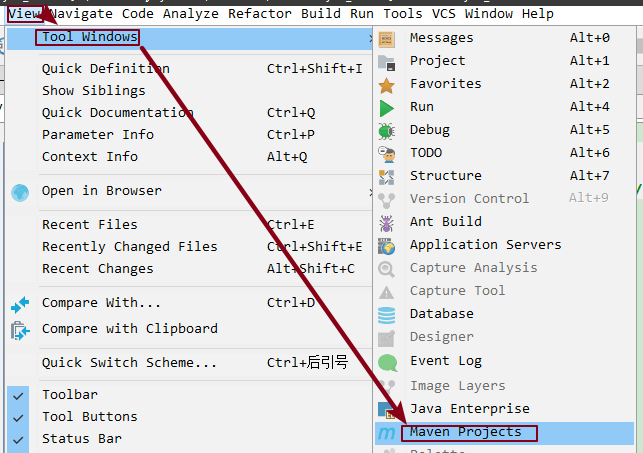 View Navigate Code Analyze Refactor Build Run Tools VCS Window Help
Tool Windows
Quick Definition Ctrl+Shift+I
Show Siblings
Quick Documentation Ctrl+Q
Parameter Info Ctrl+P
Context Info Alt+Q
Open in Browser
Recent Files Ctrl+E
Recently Changed Files Ctrl+Shift+E
Recent Changes Alt+Shift+C
Compare With... Ctrl+D
Compare with Clipboard
Quick Switch Scheme... Ctrl+后引号
Toolbar
Tool Buttons
Status Bar
Messages Alt+0
Project Alt+1
Favorites Alt+2
Run Alt+4
Debug Alt+5
TODO Alt+6
Structure Alt+7
Version Control Alt+9
Ant Build
Application Servers
Capture Analysis
Capture Tool
Database
Designer
Event Log
Image Layers
Java Enterprise
Maven Projects